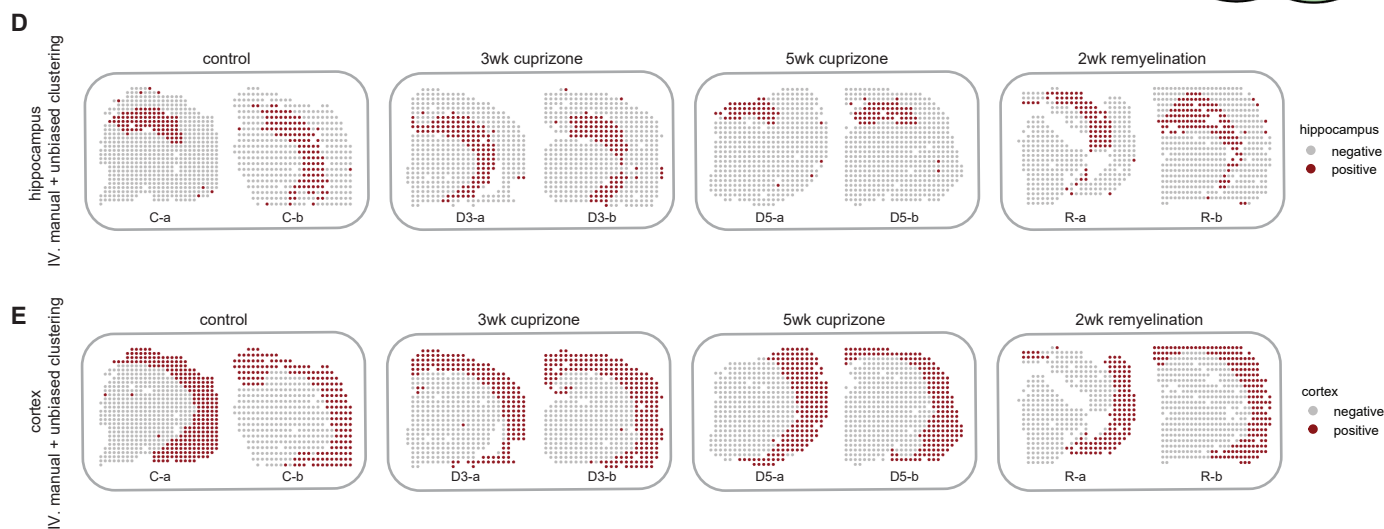 D
hippocampus
IV. manual + unbiased clustering
control
3wk cuprizone
5wk cuprizone
2wk remyelination
C-a
C-b
D3-a
D3-b
D5-a
D5-b
R-a
R-b
hippocampus
negative
positive
E
cortex
IV. manual + unbiased clustering
control
3wk cuprizone
5wk cuprizone
2wk remyelination
C-a
C-b
D3-a
D3-b
D5-a
D5-b
R-a
R-b
cortex
negative
positive